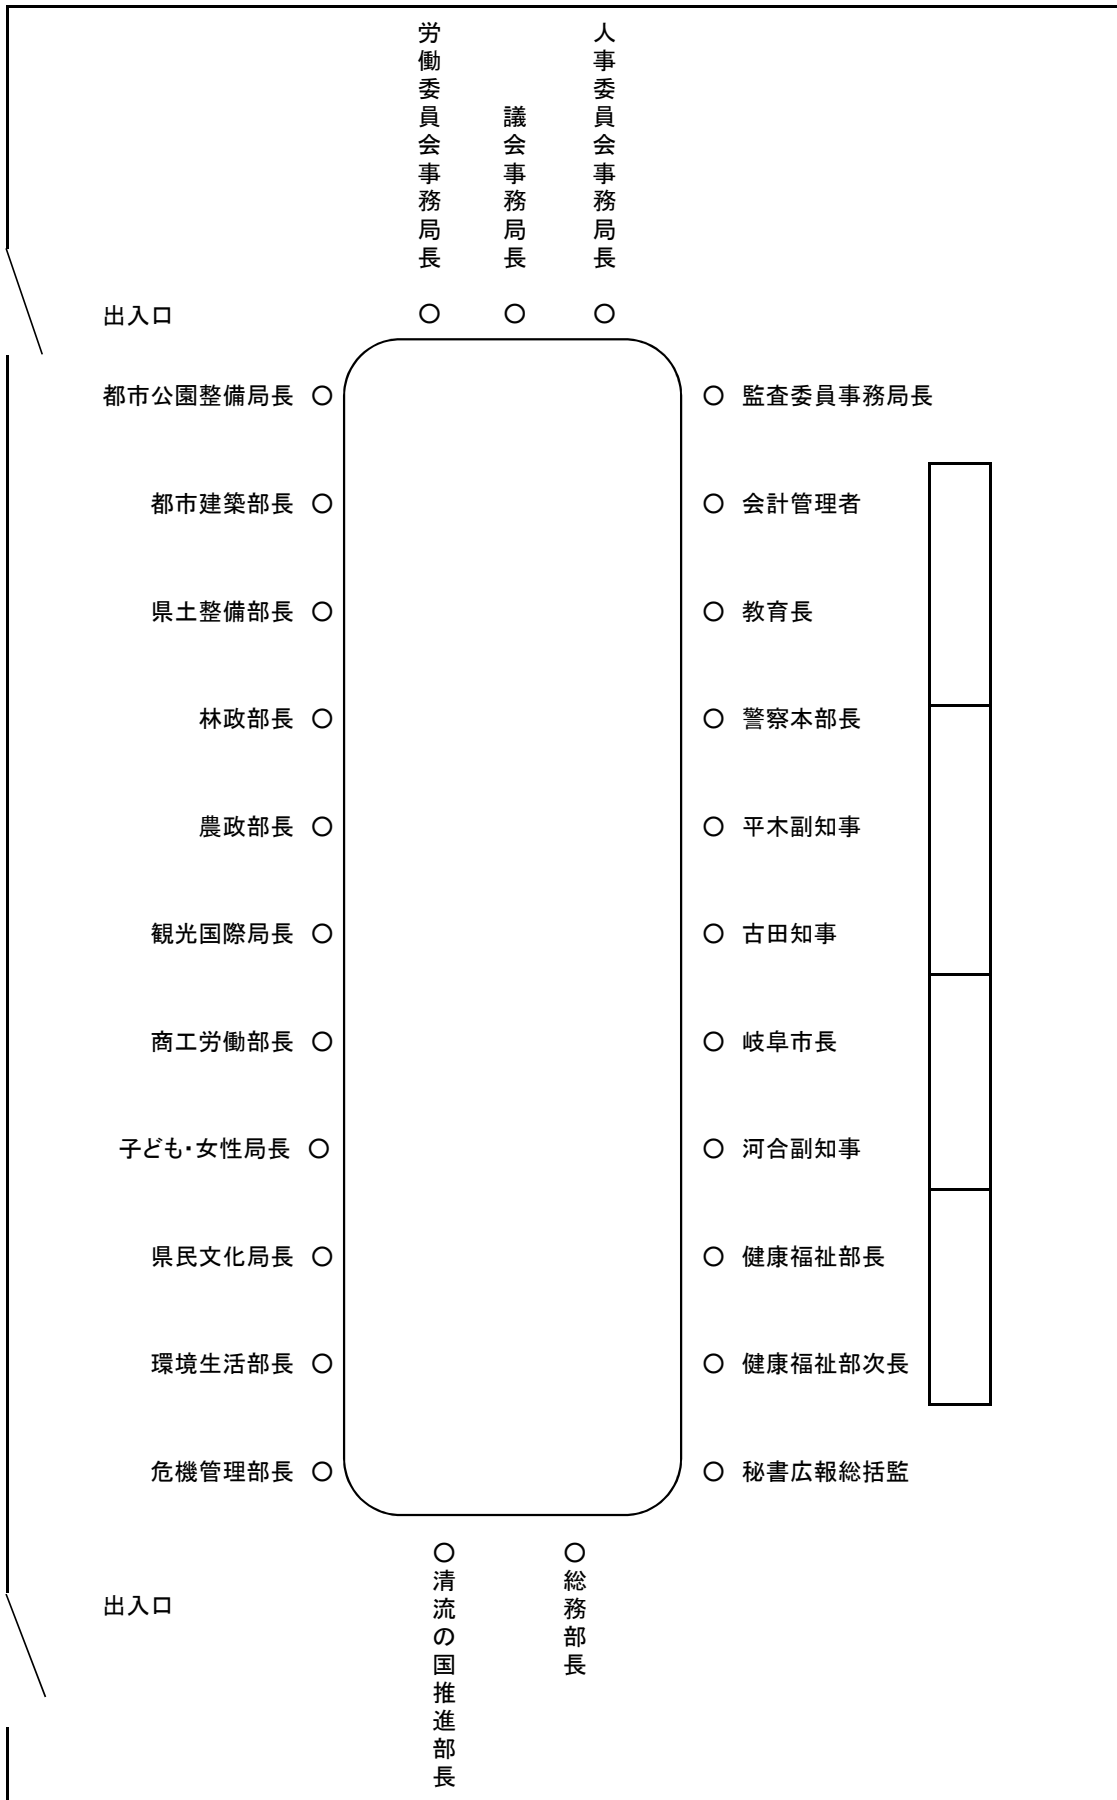 労働委員会事務局長
議会事務局長
人事委員会事務局長
出入口
都市公園整備局長
監査委員事務局長
都市建築部長
会計管理者
県土整備部長
教育長
林政部長
警察本部長
農政部長
平木副知事
観光国際局長
古田知事
商工労働部長
岐阜市長
子ども・女性局長
河合副知事
県民文化局長
健康福祉部長
環境生活部長
健康福祉部次長
危機管理部長
秘書広報総括監
出入口
清流の国推進部長
総務部長